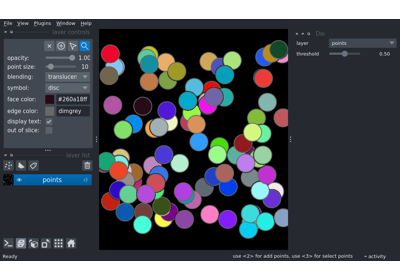 File View Plugins Window Help
layer controls
opacity: 1.00
point size: 10
blending: translucen
symbol: disc
face color: #260a18ff
edge color: dimgrey
display text:
out of slice:
layer list
points
Do
layer points
threshold 0.50
Ready
use <2> for add points, use <3> for select points
activity